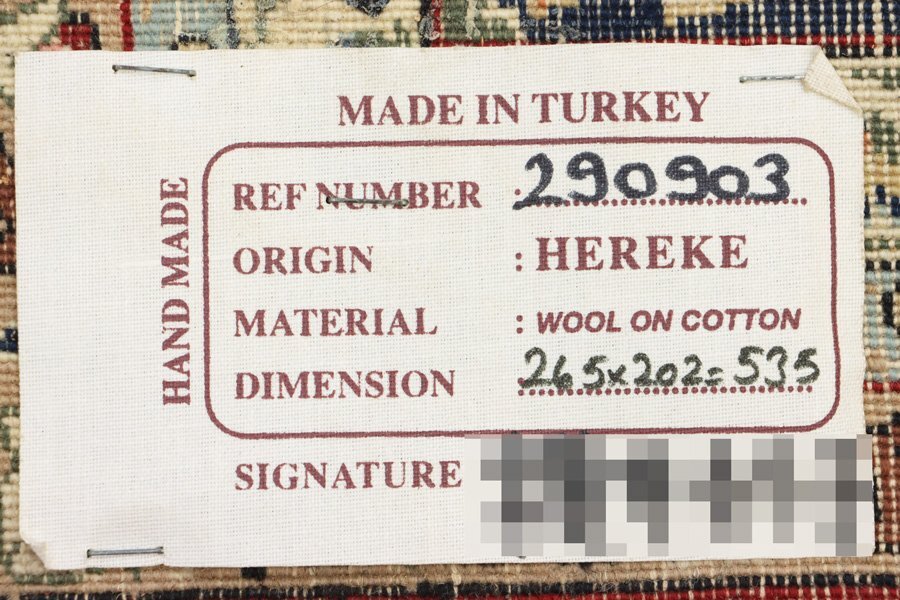 MADE IN TURKEY
HAND MADE
REF NUMBER : 290903
ORIGIN : HEREKE
MATERIAL : WOOL ON COTTON
DIMENSION : 265x202=535
SIGNATURE